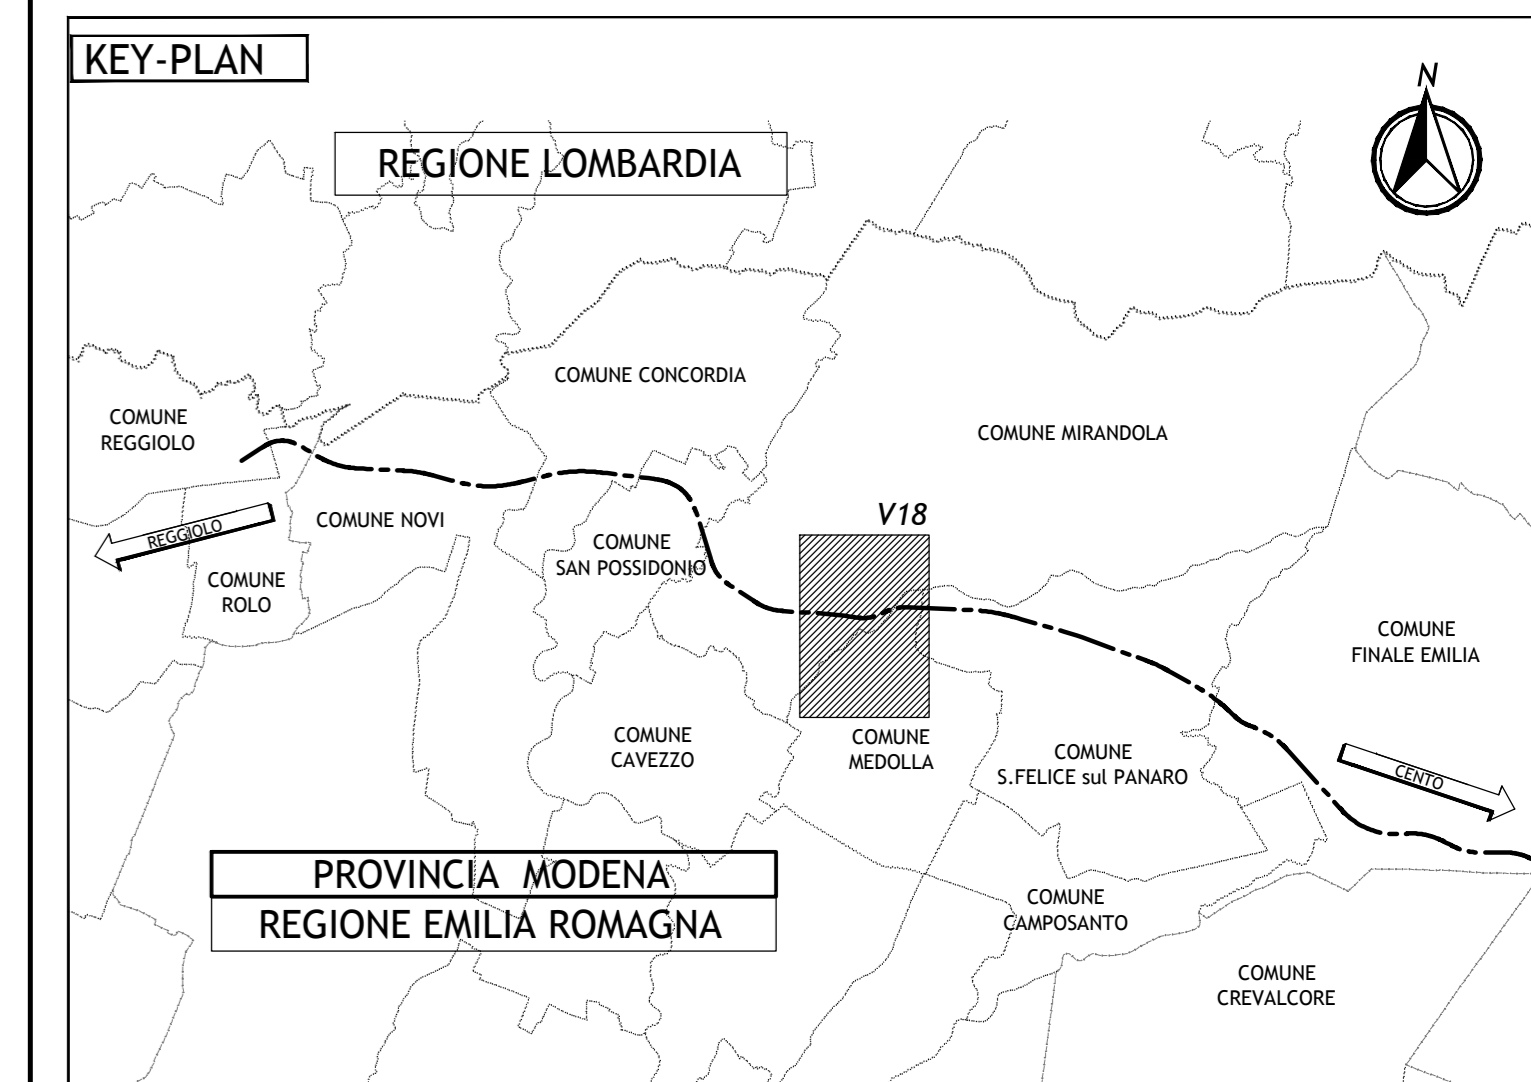 KEY-PLAN
N
REGIONE LOMBARDIA
COMUNE CONCORDIA
COMUNE
REGGIOLO
COMUNE MIRANDOLA
V18
REGGIOLO
COMUNE NOVI
COMUNE
SAN POSSIDONIO
COMUNE
ROLO
COMUNE
FINALE EMILIA
COMUNE
CAVEZZO
COMUNE
MEDOLLA
COMUNE
S.FELICE sul PANARO
CENTO
PROVINCIA MODENA
REGIONE EMILIA ROMAGNA
COMUNE
CAMPOSANTO
COMUNE
CREVALCORE